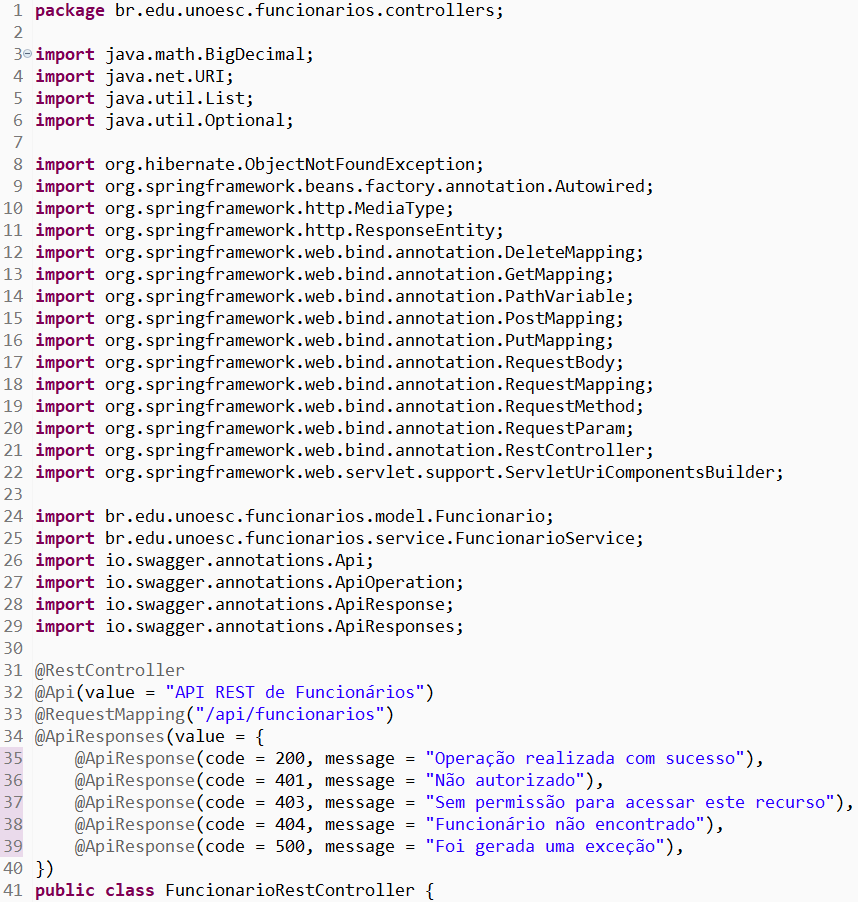 1 package br.edu.unoesc.funcionarios.controllers;
2
3 import java.math.BigDecimal;
4 import java.net.URI;
5 import java.util.List;
6 import java.util.Optional;
7
8 import org.hibernate.ObjectNotFoundException;
9 import org.springframework.beans.factory.annotation.Autowired;
10 import org.springframework.http.MediaType;
11 import org.springframework.http.ResponseEntity;
12 import org.springframework.web.bind.annotation.DeleteMapping;
13 import org.springframework.web.bind.annotation.GetMapping;
14 import org.springframework.web.bind.annotation.PathVariable;
15 import org.springframework.web.bind.annotation.PostMapping;
16 import org.springframework.web.bind.annotation.PutMapping;
17 import org.springframework.web.bind.annotation.RequestBody;
18 import org.springframework.web.bind.annotation.RequestMapping;
19 import org.springframework.web.bind.annotation.RequestMethod;
20 import org.springframework.web.bind.annotation.RequestParam;
21 import org.springframework.web.bind.annotation.RestController;
22 import org.springframework.web.servlet.support.ServletUriComponentsBuilder;
23
24 import br.edu.unoesc.funcionarios.model.Funcionario;
25 import br.edu.unoesc.funcionarios.service.FuncionarioService;
26 import io.swagger.annotations.Api;
27 import io.swagger.annotations.ApiOperation;
28 import io.swagger.annotations.ApiResponse;
29 import io.swagger.annotations.ApiResponses;
30
31 @RestController
32 @Api(value = "API REST de Funcionários")
33 @RequestMapping("/api/funcionarios")
34 @ApiResponses(value = {
35     @ApiResponse(code = 200, message = "Operação realizada com sucesso"),
36     @ApiResponse(code = 401, message = "Não autorizado"),
37     @ApiResponse(code = 403, message = "Sem permissão para acessar este recurso"),
38     @ApiResponse(code = 404, message = "Funcionário não encontrado"),
39     @ApiResponse(code = 500, message = "Foi gerada uma exceção"),
40 })
41 public class FuncionarioRestController {